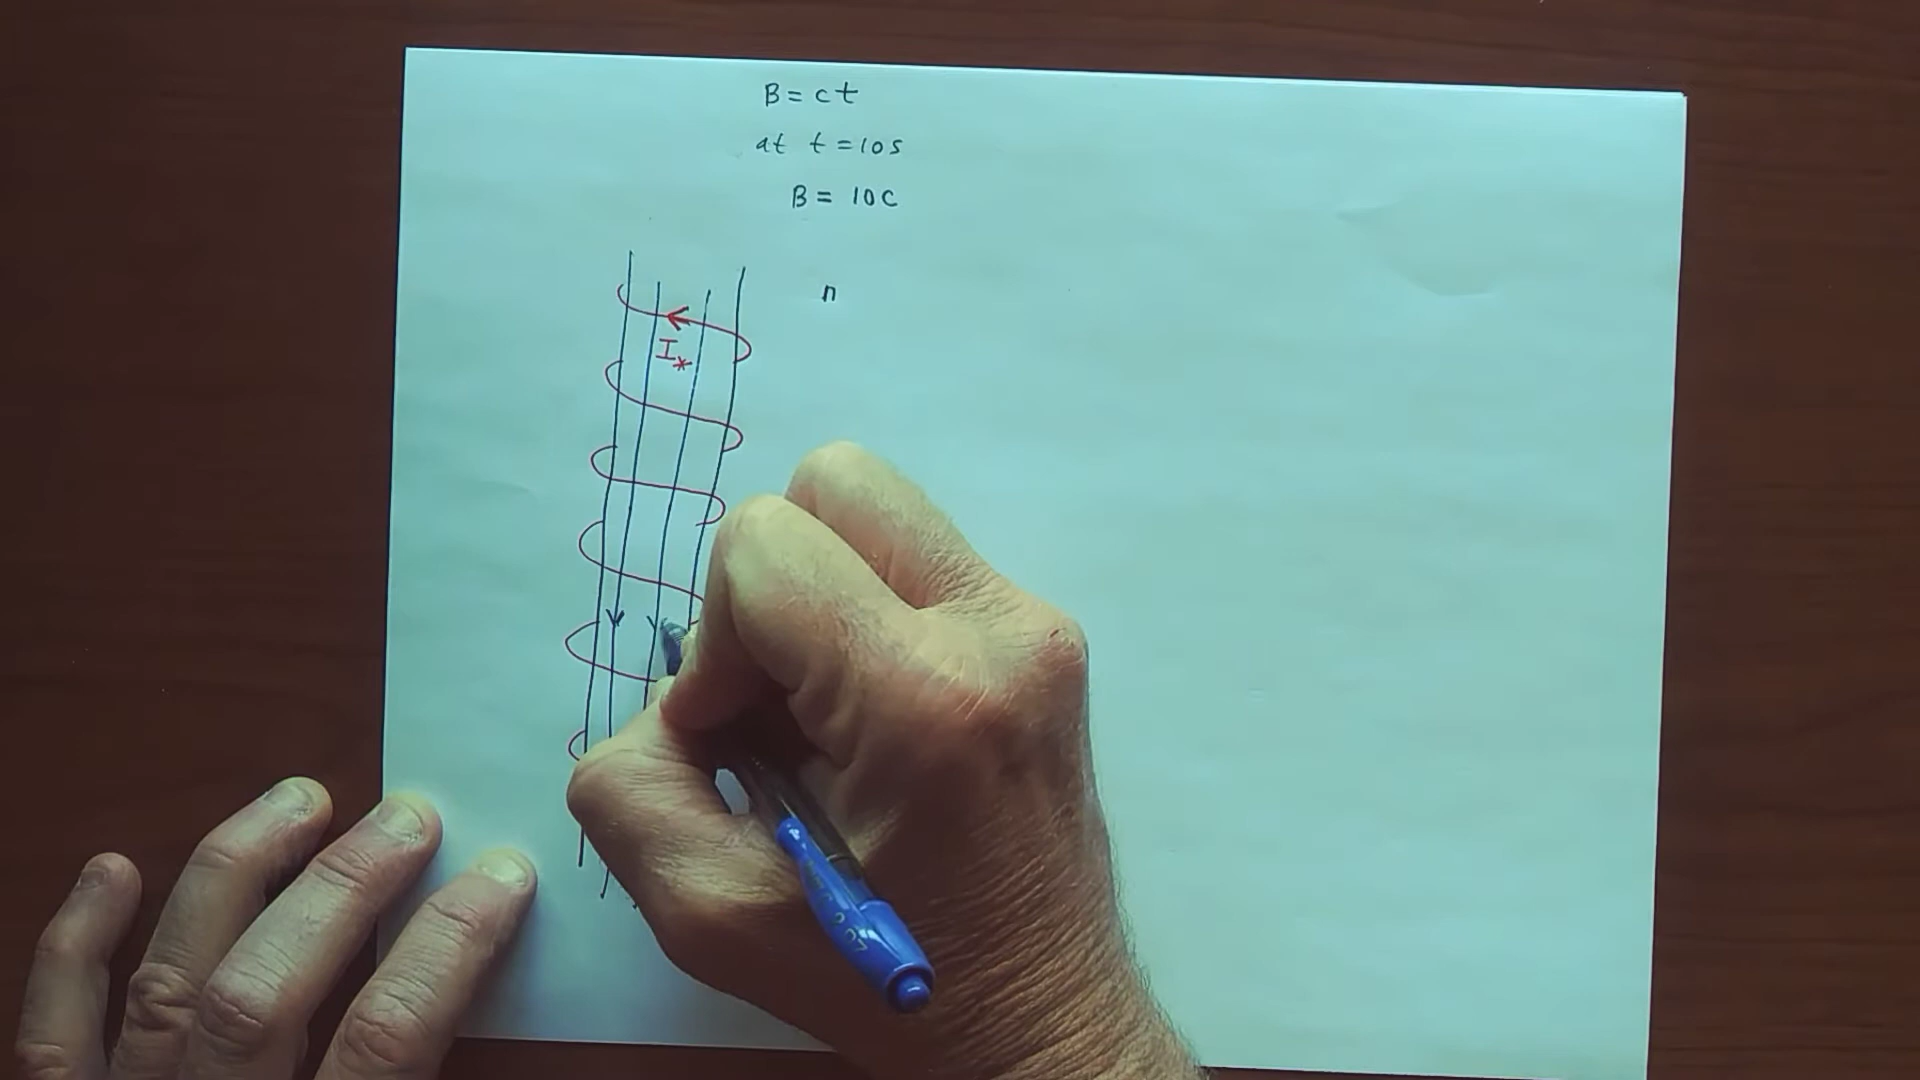 B = ct
at t = 10s
B = 10c
n
I*